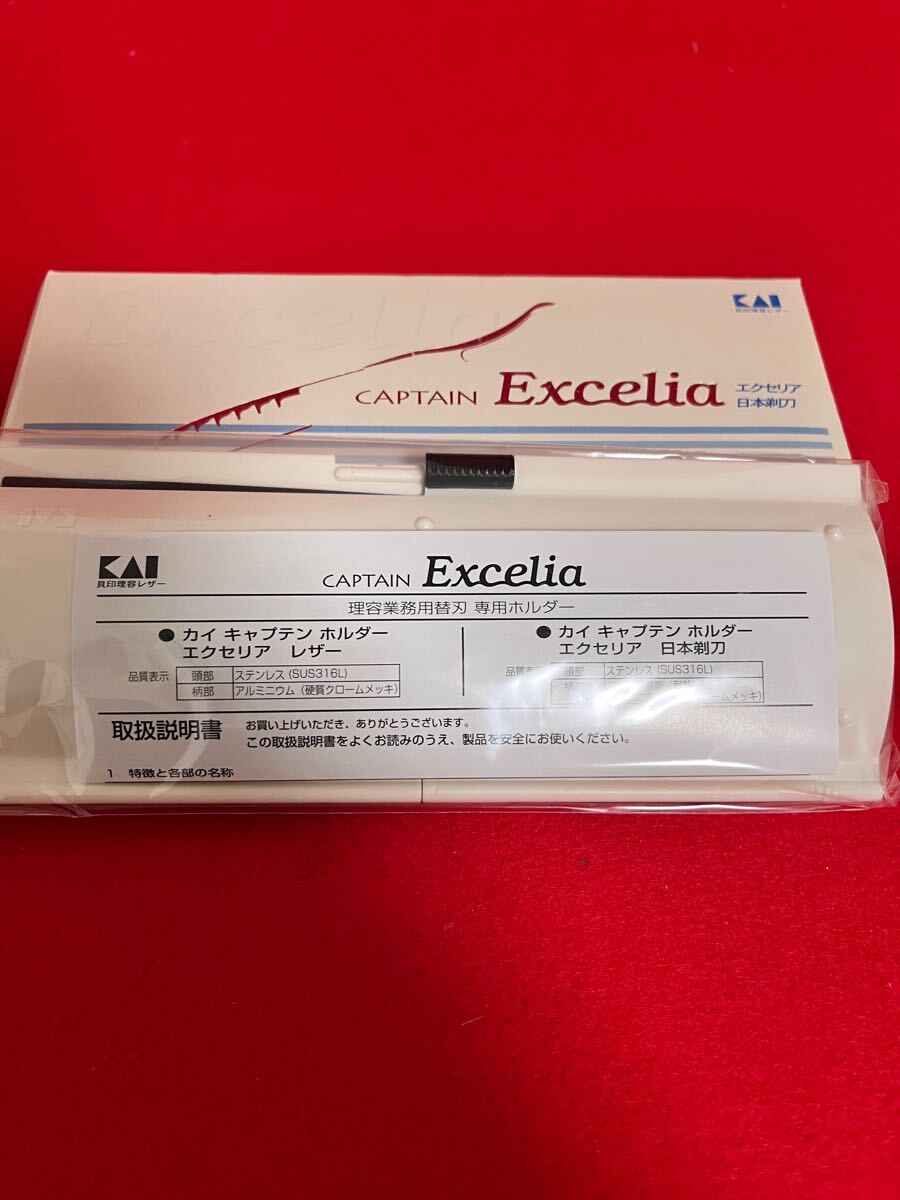 Excelia
KAI
貝印理容レザー
CAPTAIN Excelia エクセリア
日本剃刀
KAI
貝印理容レザー
CAPTAIN Excelia
理容業務用替刃 専用ホルダー
● カイ キャプテン ホルダー
エクセリア レザー
品質表示 頭部 ステンレス (SUS316L)
柄部 アルミニウム (硬質クロームメッキ)
● カイ キャプテン ホルダー
エクセリア 日本剃刀
品質表示 頭部 ステンレス (SUS316L)
取扱説明書
お買い上げいただき、ありがとうございます。
この取扱説明書をよくお読みのうえ、製品を安全にお使いください。
1 特徴と各部の名称